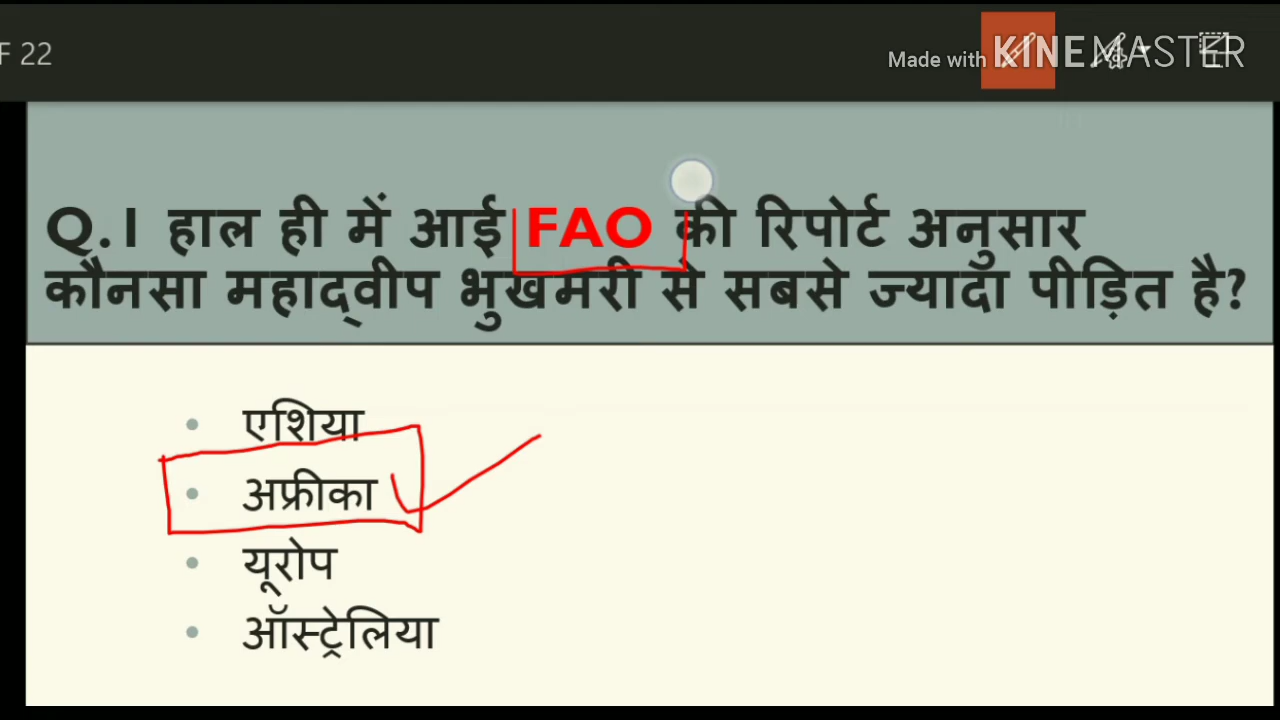 F 22
Made with KINEMASTER
Q.1 हाल ही में आई FAO की रिपोर्ट अनुसार
कौनसा महाद्वीप भुखमरी से सबसे ज्यादा पीड़ित है?
• एशिया
• अफ्रीका
• यूरोप
• ऑस्ट्रेलिया